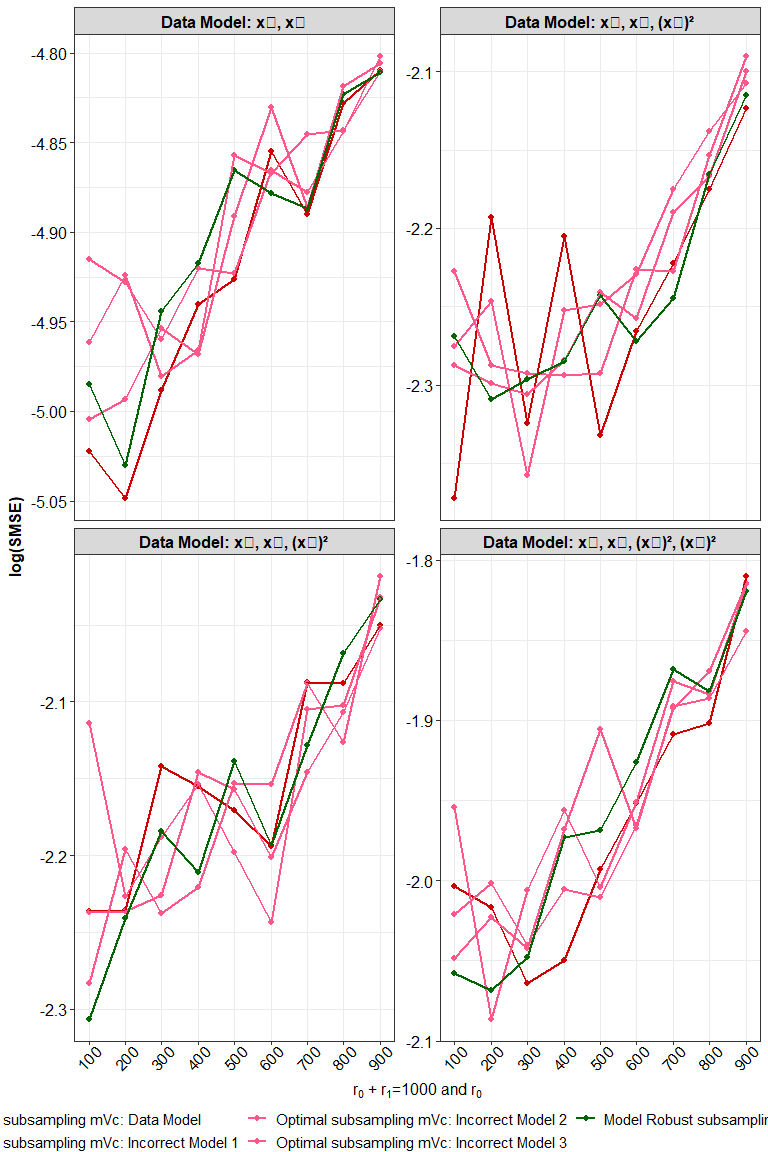 Data Model: x▯, x▯
Data Model: x▯, x▯, (x▯)²
-4.80
-4.85
-4.90
-4.95
-5.00
-5.05
-2.1
-2.2
-2.3
log(SMSE)
Data Model: x▯, x▯, (x▯)²
Data Model: x▯, x▯, (x▯)², (x▯)²
-2.1
-2.2
-2.3
-1.8
-1.9
-2.0
-2.1
100 200 300 400 500 600 700 800 900
100 200 300 400 500 600 700 800 900
r₀ + r₁=1000 and r₀
subsampling mVc: Data Model
Optimal subsampling mVc: Incorrect Model 2
Model Robust subsampli
subsampling mVc: Incorrect Model 1
Optimal subsampling mVc: Incorrect Model 3